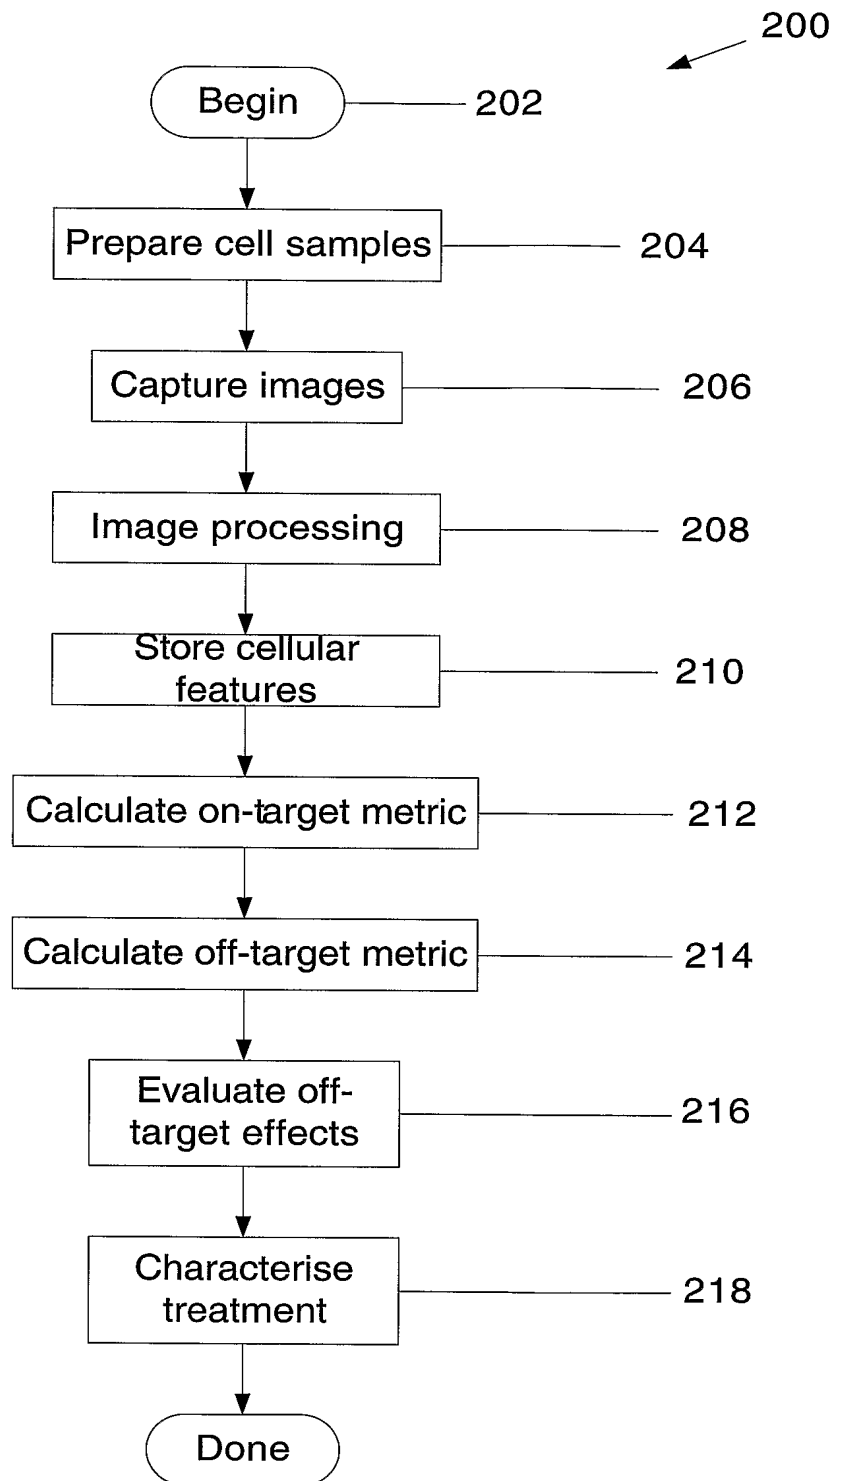 200
Begin
202
Prepare cell samples
204
Capture images
206
Image processing
208
Store cellular
features
210
Calculate on-target metric
212
Calculate off-target metric
214
Evaluate off-
target effects
216
Characterise
treatment
218
Done